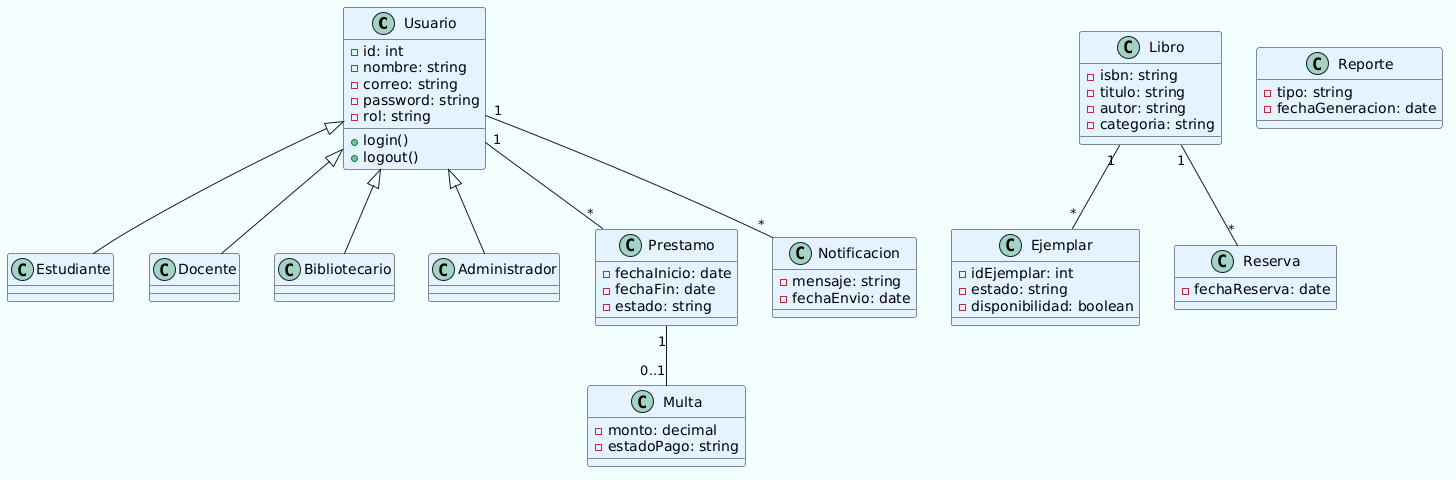 C Usuario
id: int
nombre: string
correo: string
password: string
rol: string
login()
logout()
C Libro
isbn: string
titulo: string
autor: string
categoria: string
C Reporte
tipo: string
fechaGeneracion: date
1
1
*
*
1
1
*
*
C Estudiante
C Docente
C Bibliotecario
C Administrador
C Prestamo
fechaInicio: date
fechaFin: date
estado: string
C Notificacion
mensaje: string
fechaEnvio: date
C Ejemplar
idEjemplar: int
estado: string
disponibilidad: boolean
C Reserva
fechaReserva: date
1
0..1
C Multa
monto: decimal
estadoPago: string